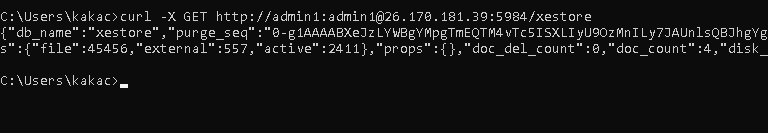 C:\Users\kakac>curl -X GET http://admin1:admin1@26.170.181.39:5984/xestore
{"db_name":"xestore","purge_seq":"0-g1AAAABXeJzLYWBgYMpgTmEQTM4vTc5ISXLIyU9OzMnILy7JAUnlsQBJhgYg
s":{"file":45456,"external":557,"active":2411},"props":{},"doc_del_count":0,"doc_count":4,"disk_
C:\Users\kakac>